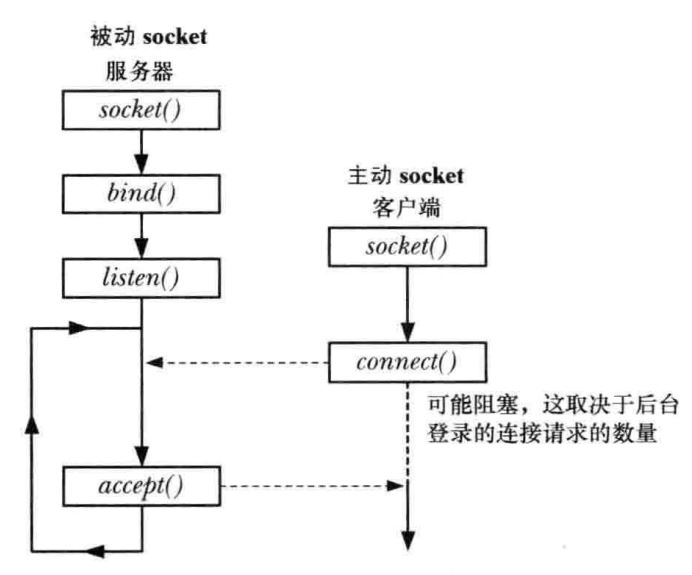 被动 socket
服务器
socket()
bind()
listen()
accept()
主动 socket
客户端
socket()
connect()
可能阻塞，这取决于后台
登录的连接请求的数量